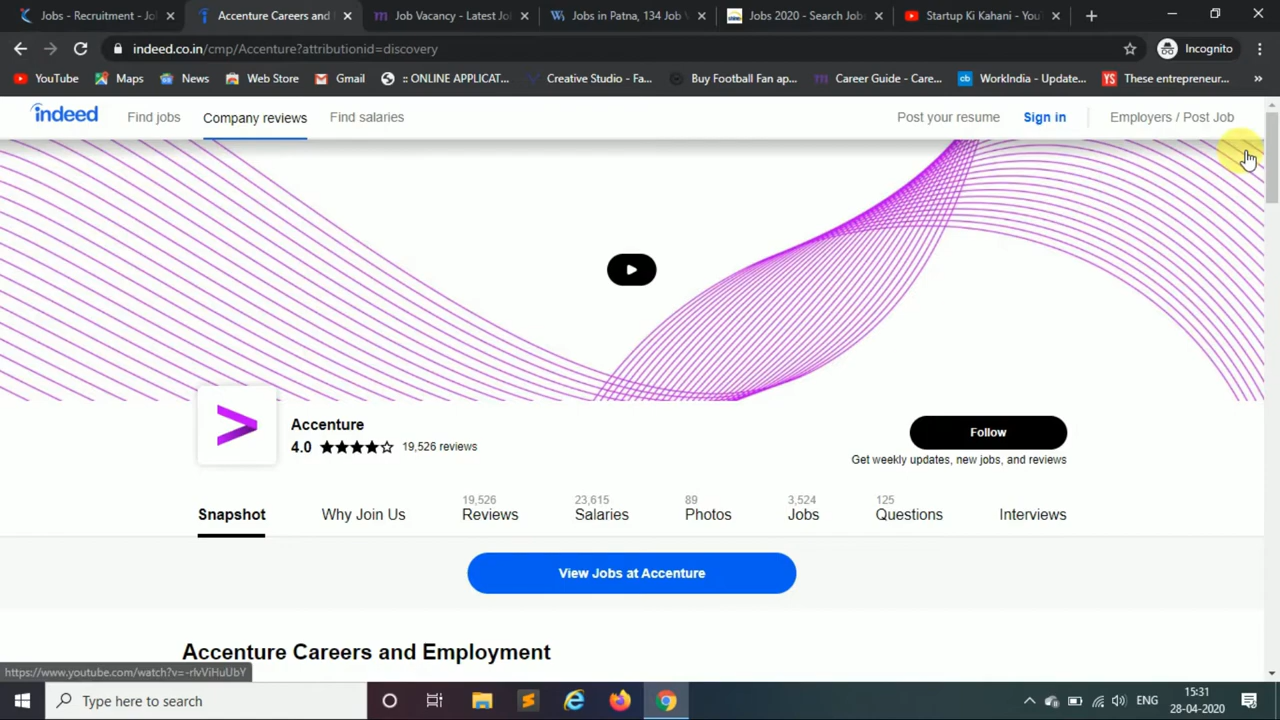 Jobs - Recruitment - Jo
Accenture Careers and
Job Vacancy - Latest Jo
Jobs in Patna, 134 Job V
Jobs 2020 - Search Jobs
Startup Ki Kahani - You
indeed.co.in/cmp/Accenture?attributionid=discovery
Incognito
YouTube
Maps
News
Web Store
Gmail
:: ONLINE APPLICAT...
Creative Studio - Fa...
Buy Football Fan ap...
Career Guide - Care...
WorkIndia - Update...
These entrepreneur...
indeed
Find jobs
Company reviews
Find salaries
Post your resume
Sign in
Employers / Post Job
Accenture
4.0
19,526 reviews
Follow
Get weekly updates, new jobs, and reviews
Snapshot
Why Join Us
19,526
Reviews
23,615
Salaries
89
Photos
3,524
Jobs
125
Questions
Interviews
View Jobs at Accenture
Accenture Careers and Employment
https://www.youtube.com/watch?v=-rlvViHuUbY
Type here to search
ENG
15:31
28-04-2020